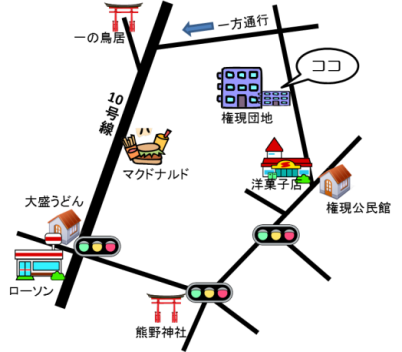 一の鳥居
一方通行
ココ
10号線
権現団地
マクドナルド
洋菓子店
権現公民館
大盛うどん
ローソン
熊野神社